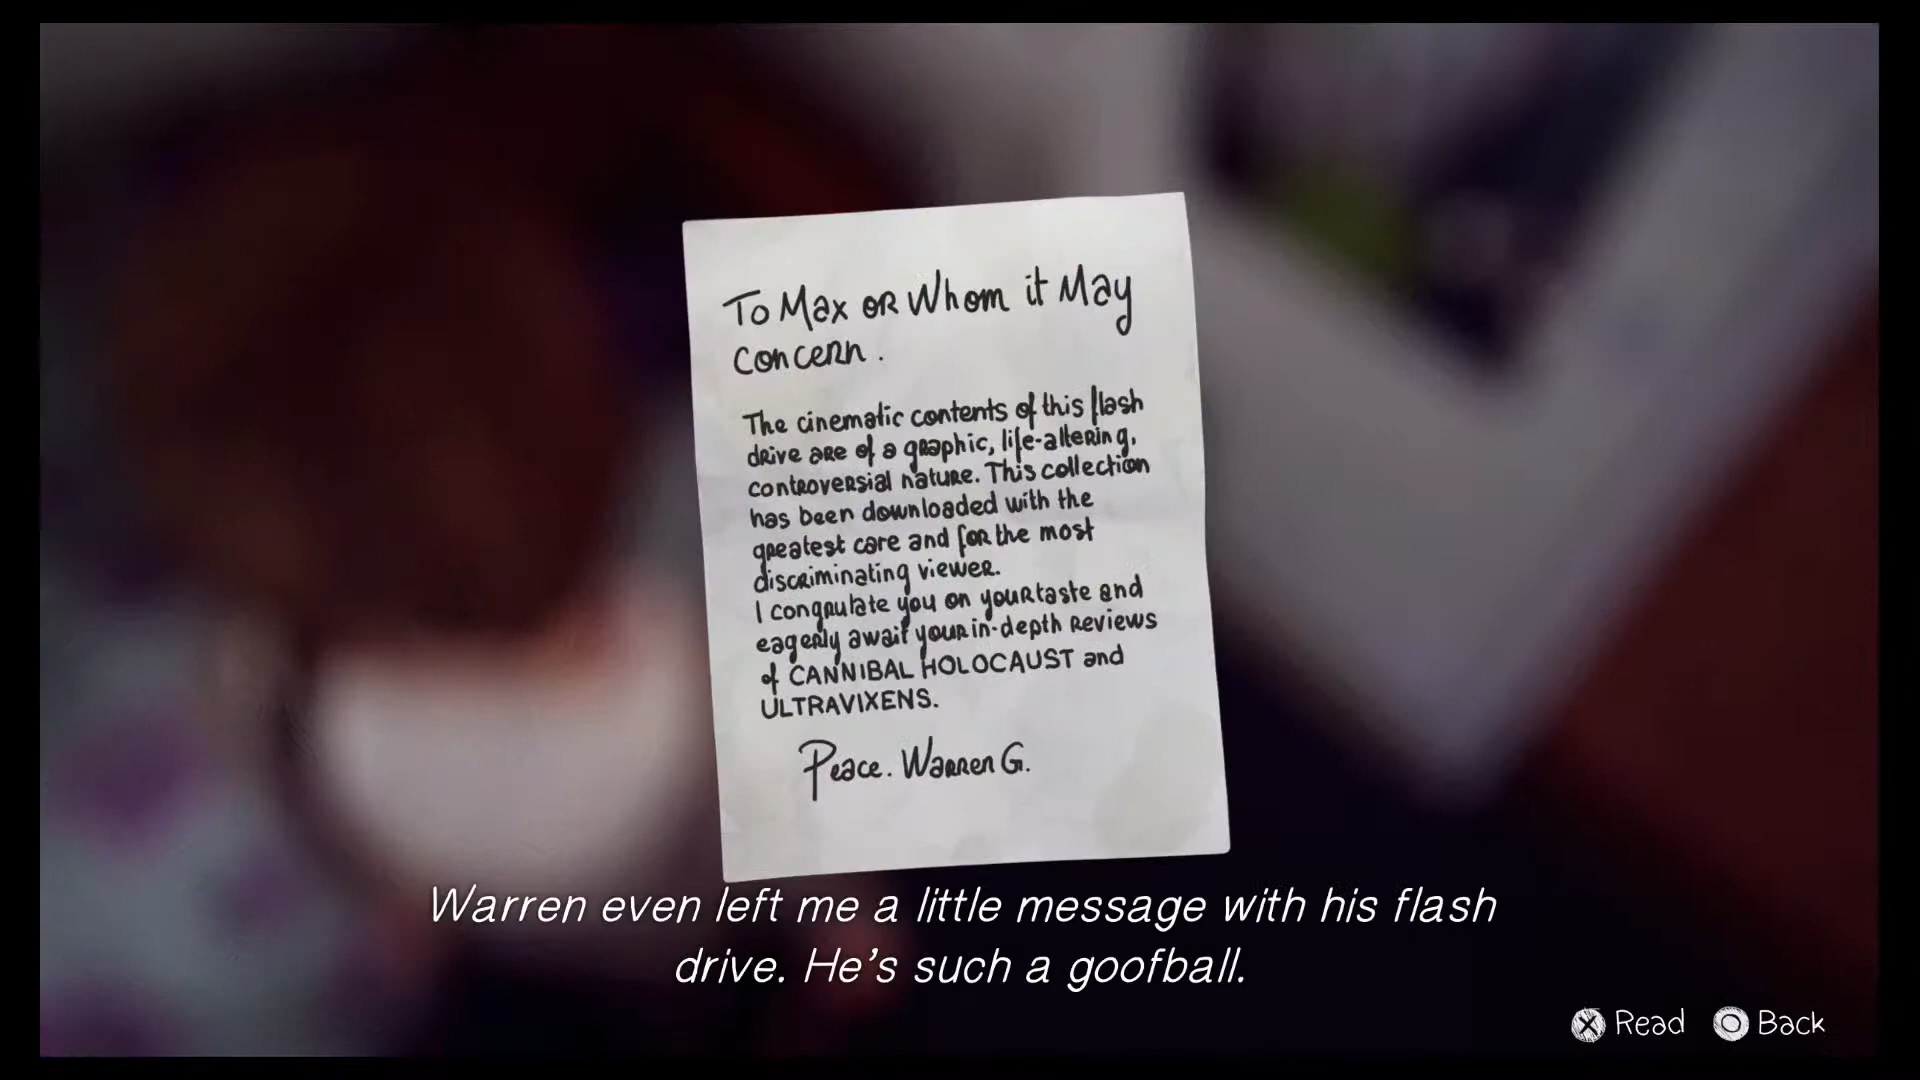 To Max or Whom it May
Concern.
The cinematic contents of this flash
drive are of a graphic, life-altering,
controversial nature. This collection
has been downloaded with the
greatest care and for the most
discriminating viewer.
I congrulate you on your taste and
eagerly await your in-depth reviews
of CANNIBAL HOLOCAUST and
ULTRAVIXENS.
Peace. Warren G.
Warren even left me a little message with his flash
drive. He's such a goofball.
Read Back